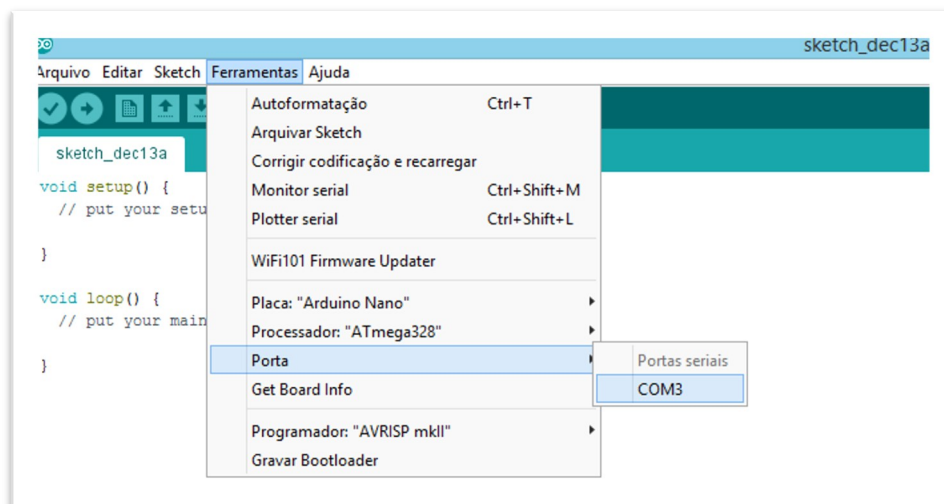 sketch_dec13a
Arquivo Editar Sketch Ferramentas Ajuda
sketch_dec13a
void setup() {
// put your setu
}
void loop() {
// put your main
}
Autoformatação Ctrl+T
Arquivar Sketch
Corrigir codificação e recarregar
Monitor serial Ctrl+Shift+M
Plotter serial Ctrl+Shift+L
WiFi101 Firmware Updater
Placa: "Arduino Nano"
Processador: "ATmega328"
Porta
Get Board Info
Programador: "AVRISP mkII"
Gravar Bootloader
Portas seriais
COM3